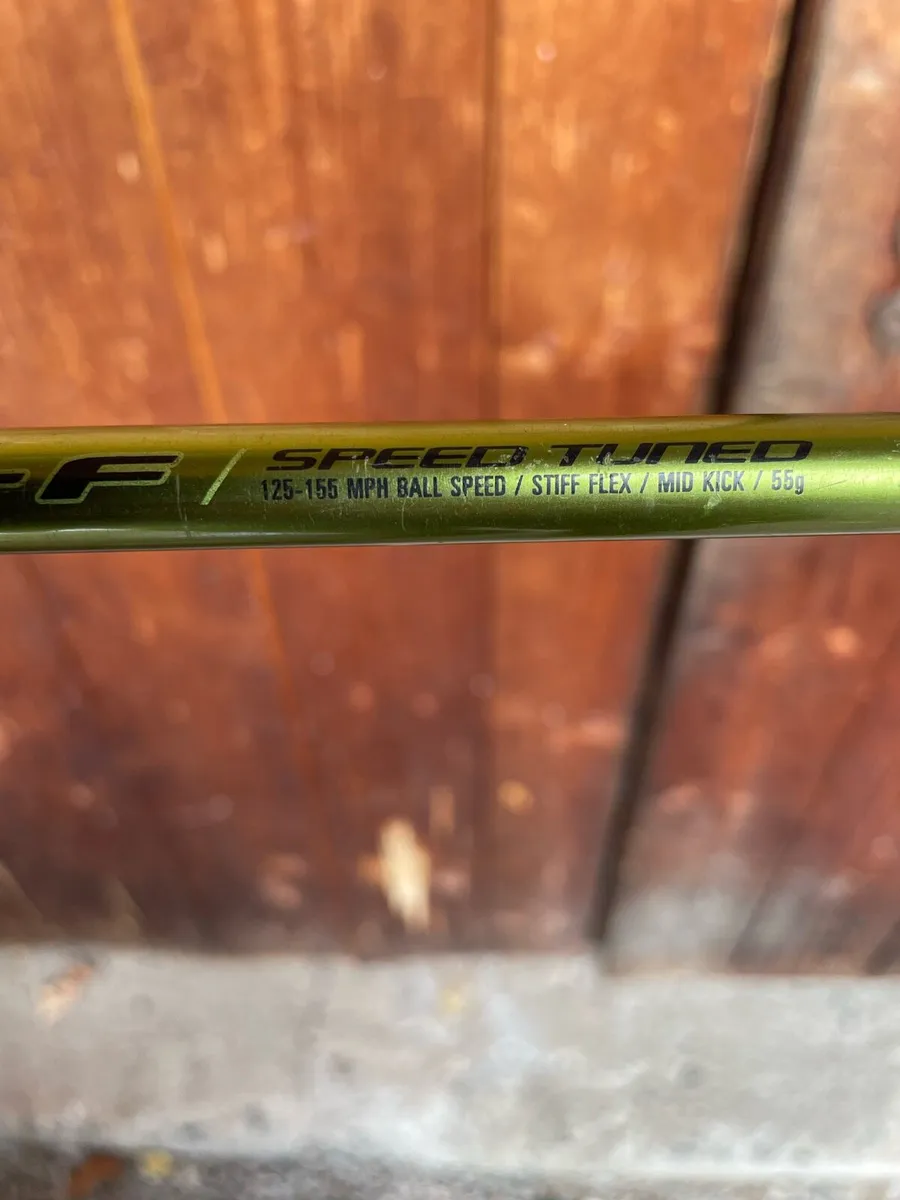 -F / SPEED TUNED
125-155 MPH BALL SPEED / STIFF FLEX / MID KICK / 55g